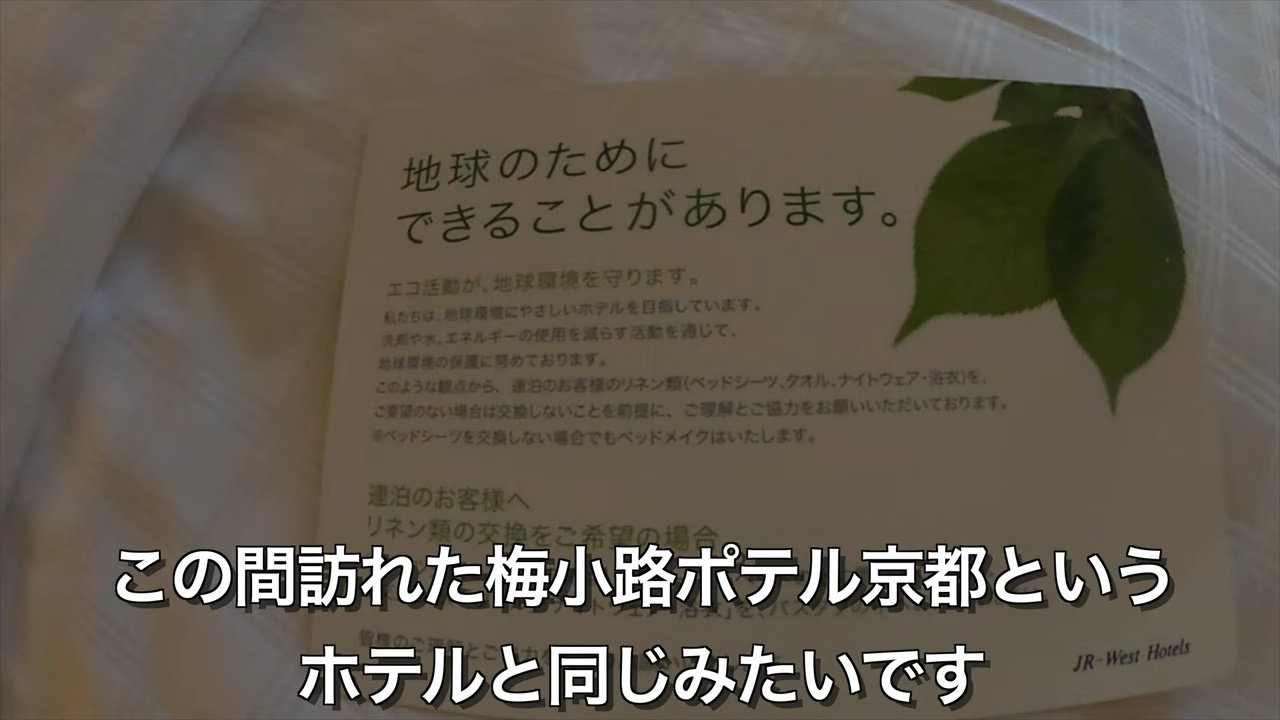 地球のために
できることがあります。
エコ活動が、地球環境を守ります。
私たちは、地球環境にやさしいホテルを目指しています。
洗剤や水、エネルギーの使用を減らす活動を通じて、
地球環境の保護に努めております。
このような観点から、連泊のお客様のリネン類(ベッドシーツ、タオル、ナイトウェア・浴衣)を、
ご要望のない場合は交換しないことを前提に、ご理解とご協力をお願いいただいております。
※ベッドシーツを交換しない場合でもベッドメイクはいたします。
連泊のお客様へ
リネン類の交換をご希望の場合
この間訪れた梅小路ポテル京都という
皆様のご理解とご協力
ホテルと同じみたいです
JR-West Hotels